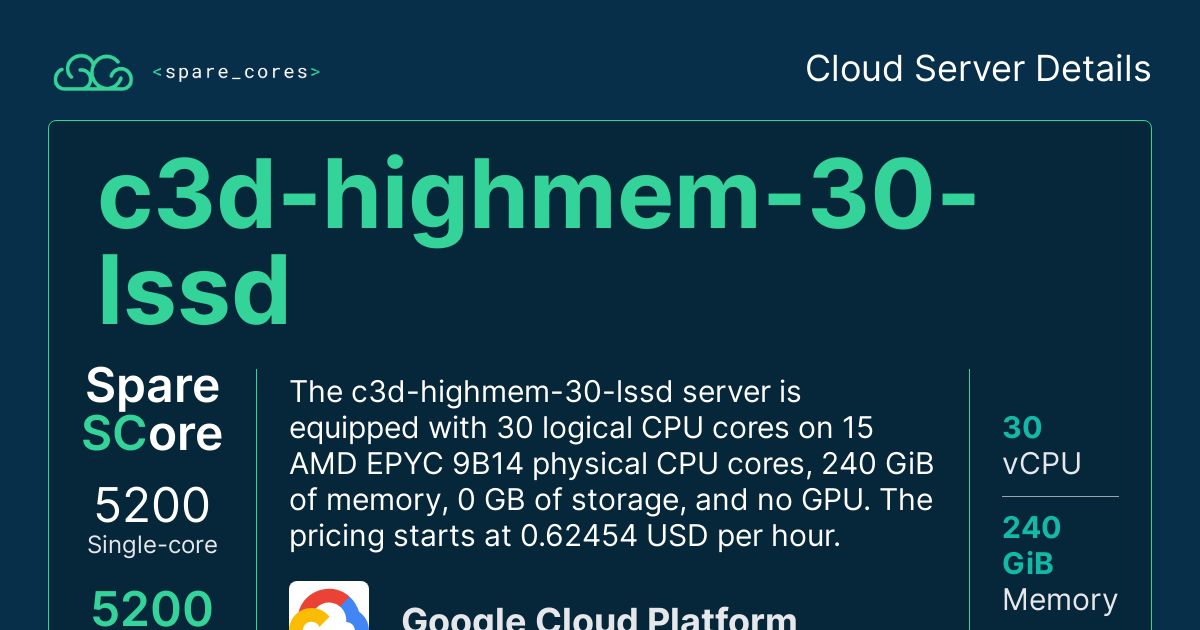 <spare_cores>
Cloud Server Details
c3d-highmem-30-
lssd
Spare
SCore
5200
Single-core
5200
The c3d-highmem-30-lssd server is
equipped with 30 logical CPU cores on 15
AMD EPYC 9B14 physical CPU cores, 240 GiB
of memory, 0 GB of storage, and no GPU. The
pricing starts at 0.62454 USD per hour.
Google Cloud Platform
30
vCPU
240
GiB
Memory